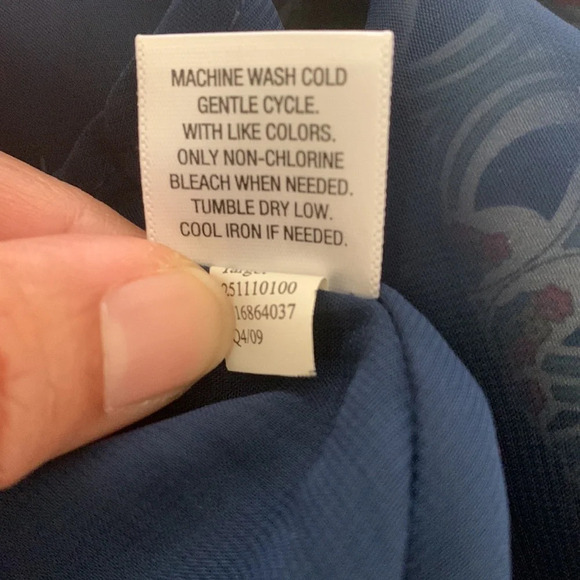 MACHINE WASH COLD
GENTLE CYCLE.
WITH LIKE COLORS.
ONLY NON-CHLORINE
BLEACH WHEN NEEDED.
TUMBLE DRY LOW.
COOL IRON IF NEEDED.
251110100
16864037
Q4/09